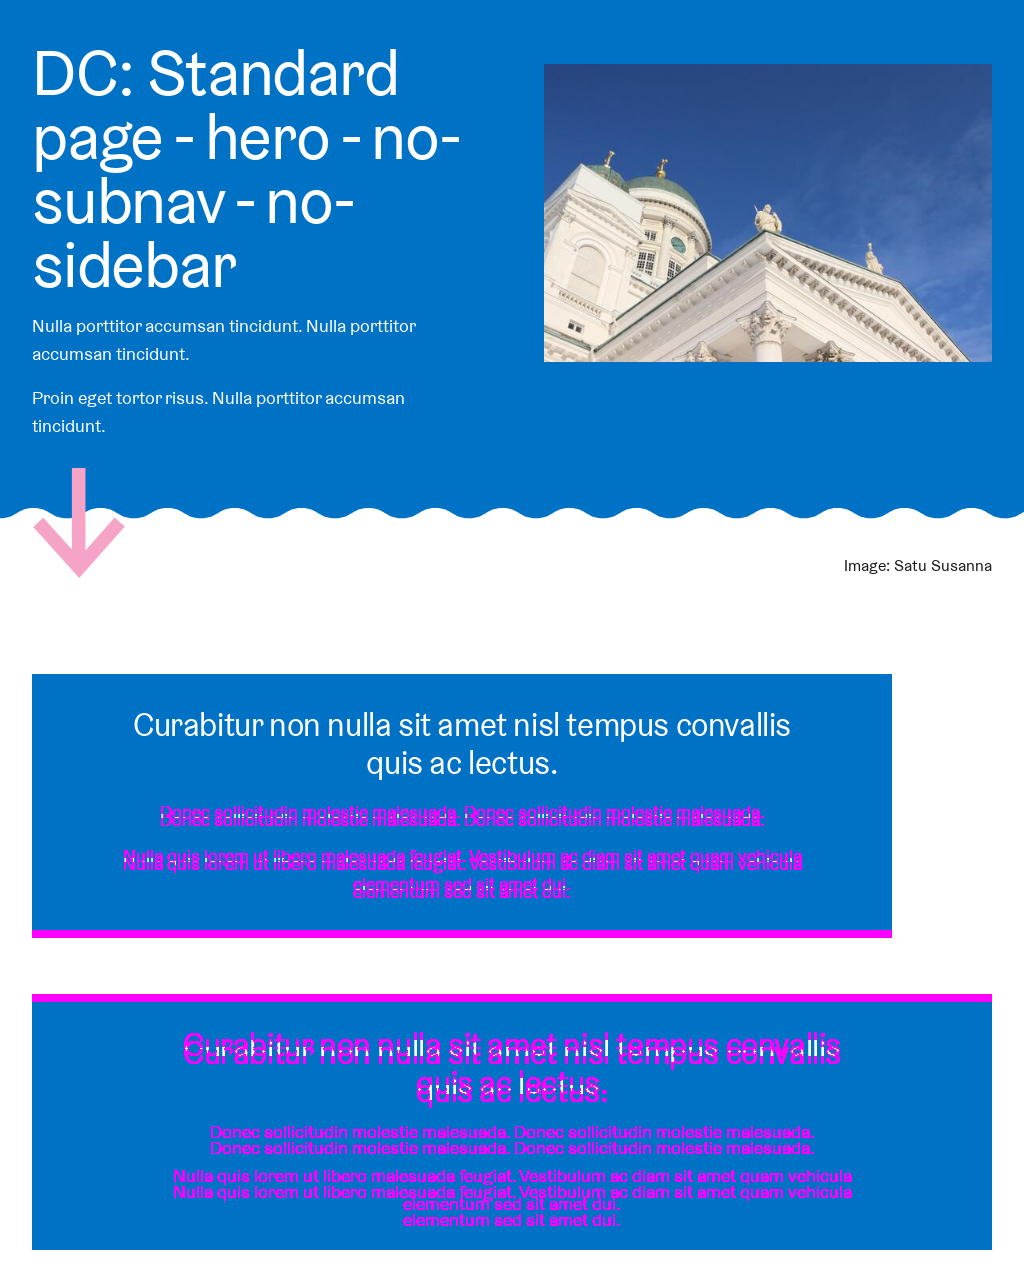 DC: Standard
page - hero - no-
subnav - no-
sidebar
Nulla porttitor accumsan tincidunt. Nulla porttitor
accumsan tincidunt.
Proin eget tortor risus. Nulla porttitor accumsan
tincidunt.
Image: Satu Susanna
Curabitur non nulla sit amet nisl tempus convallis
quis ac lectus.
Donec sollicitudin molestie malesuada. Donec sollicitudin molestie malesuada.
Nulla quis lorem ut libero malesuada feugiat. Vestibulum ac diam sit amet quam vehicula
elementum sed sit amet dui.
Curabitur non nulla sit amet nisl tempus convallis
quis ac lectus.
Donec sollicitudin molestie malesuada. Donec sollicitudin molestie malesuada.
Donec sollicitudin molestie malesuada. Donec sollicitudin molestie malesuada.
Nulla quis lorem ut libero malesuada feugiat. Vestibulum ac diam sit amet quam vehicula
Nulla quis lorem ut libero malesuada feugiat. Vestibulum ac diam sit amet quam vehicula
elementum sed sit amet dui.
elementum sed sit amet dui.